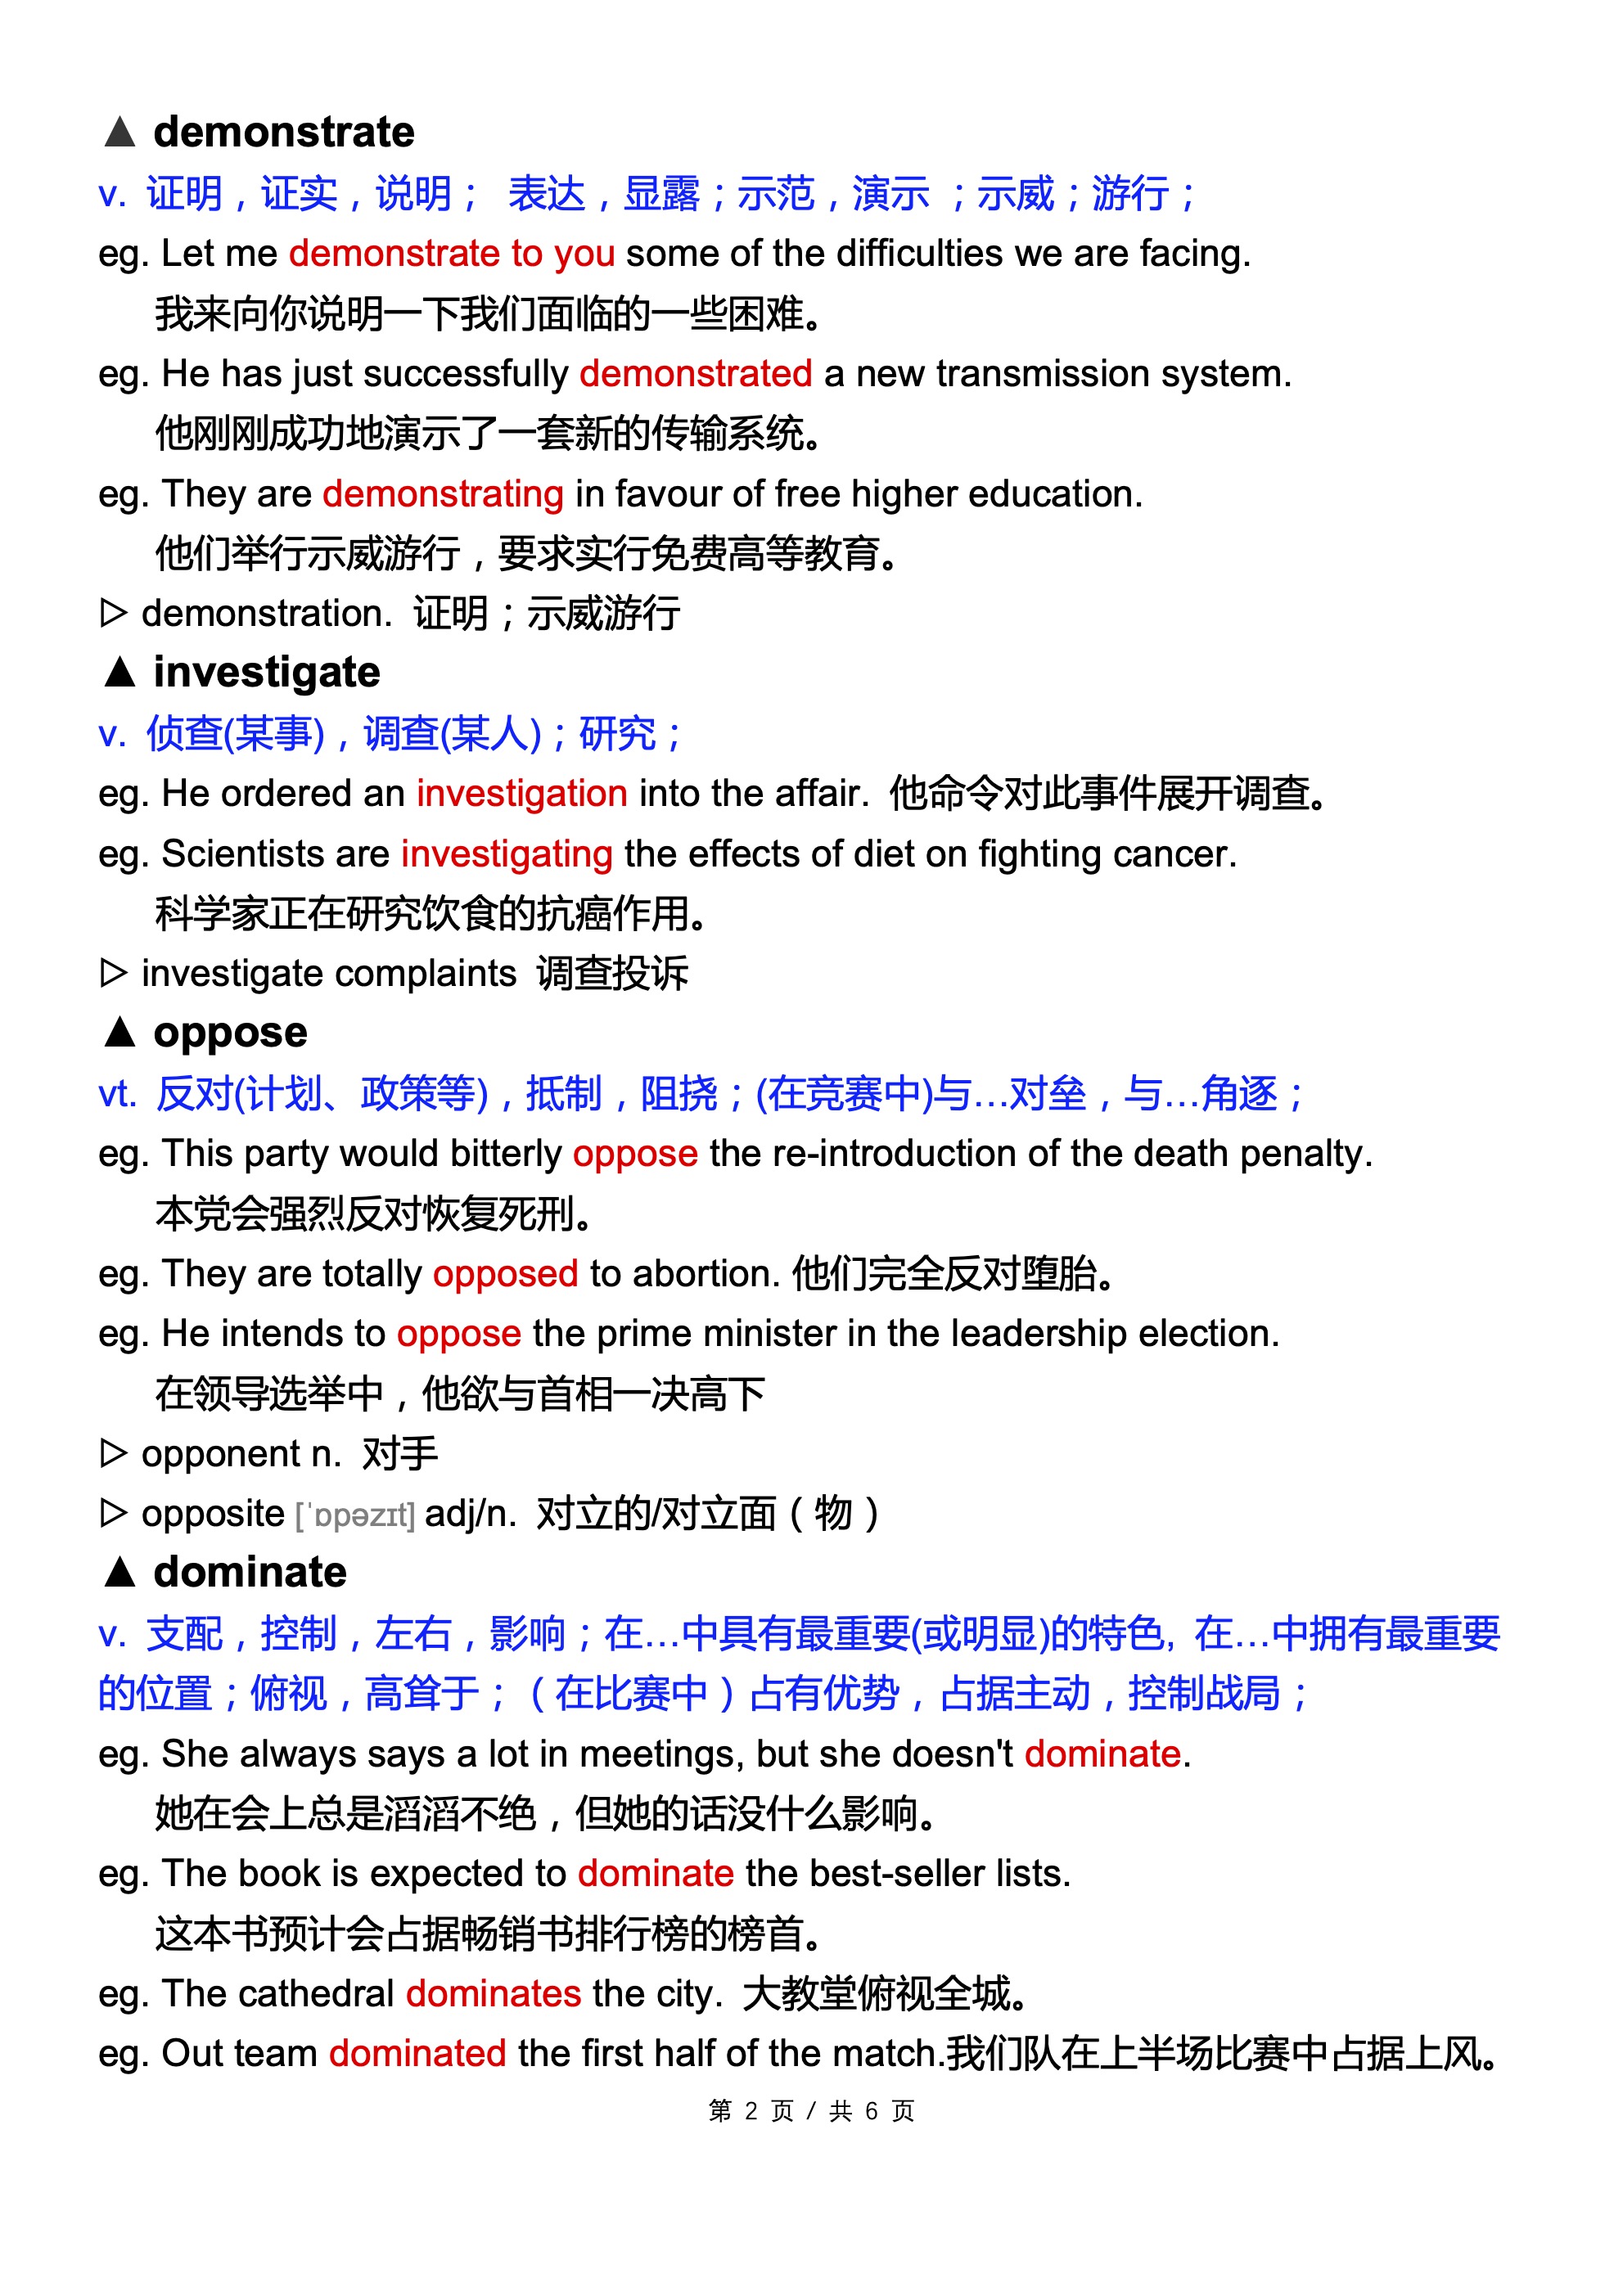 ▲ demonstrate
v. 证明，证实，说明； 表达，显露；示范，演示 ；示威；游行；
eg. Let me demonstrate to you some of the difficulties we are facing.
我来向你说明一下我们面临的一些困难。
eg. He has just successfully demonstrated a new transmission system.
他刚刚成功地演示了一套新的传输系统。
eg. They are demonstrating in favour of free higher education.
他们举行示威游行，要求实行免费高等教育。
▷ demonstration. 证明；示威游行
▲ investigate
v. 侦查(某事)，调查(某人)；研究；
eg. He ordered an investigation into the affair. 他命令对此事件展开调查。
eg. Scientists are investigating the effects of diet on fighting cancer.
科学家正在研究饮食的抗癌作用。
▷ investigate complaints 调查投诉
▲ oppose
vt. 反对(计划、政策等)，抵制，阻挠；(在竞赛中)与…对垒，与…角逐；
eg. This party would bitterly oppose the re-introduction of the death penalty.
本党会强烈反对恢复死刑。
eg. They are totally opposed to abortion. 他们完全反对堕胎。
eg. He intends to oppose the prime minister in the leadership election.
在领导选举中，他欲与首相一决高下
▷ opponent n. 对手
▷ opposite [ˈɒpəzɪt] adj/n. 对立的/对立面（物）
▲ dominate
v. 支配，控制，左右，影响；在…中具有最重要(或明显)的特色, 在…中拥有最重要
的位置；俯视，高耸于；（在比赛中）占有优势，占据主动，控制战局；
eg. She always says a lot in meetings, but she doesn't dominate.
她在会上总是滔滔不绝，但她的话没什么影响。
eg. The book is expected to dominate the best-seller lists.
这本书预计会占据畅销书排行榜的榜首。
eg. The cathedral dominates the city. 大教堂俯视全城。
eg. Out team dominated the first half of the match.我们队在上半场比赛中占据上风。
第 2 页 / 共 6 页